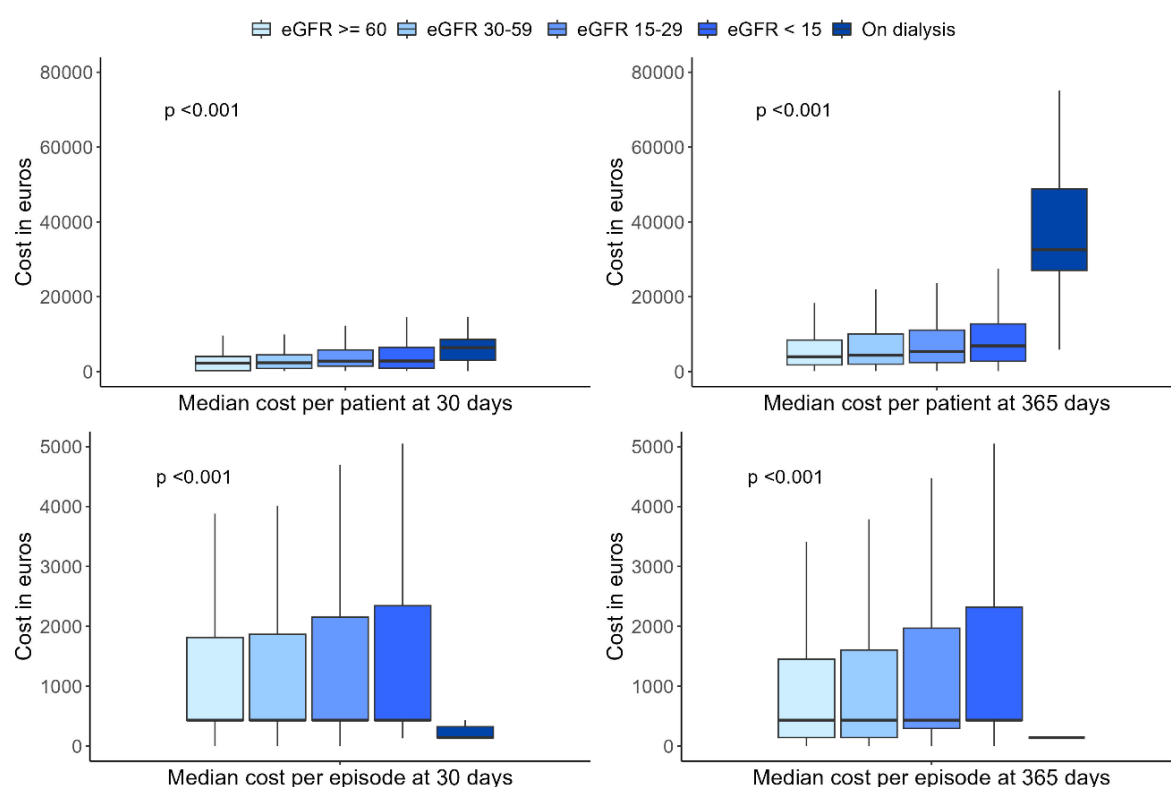 eGFR >= 60 eGFR 30-59 eGFR 15-29 eGFR < 15 On dialysis
80000
60000
40000
20000
0
Cost in euros
p <0.001
Median cost per patient at 30 days
80000
60000
40000
20000
0
Cost in euros
p <0.001
Median cost per patient at 365 days
5000
4000
3000
2000
1000
0
Cost in euros
p <0.001
Median cost per episode at 30 days
5000
4000
3000
2000
1000
0
Cost in euros
p <0.001
Median cost per episode at 365 days